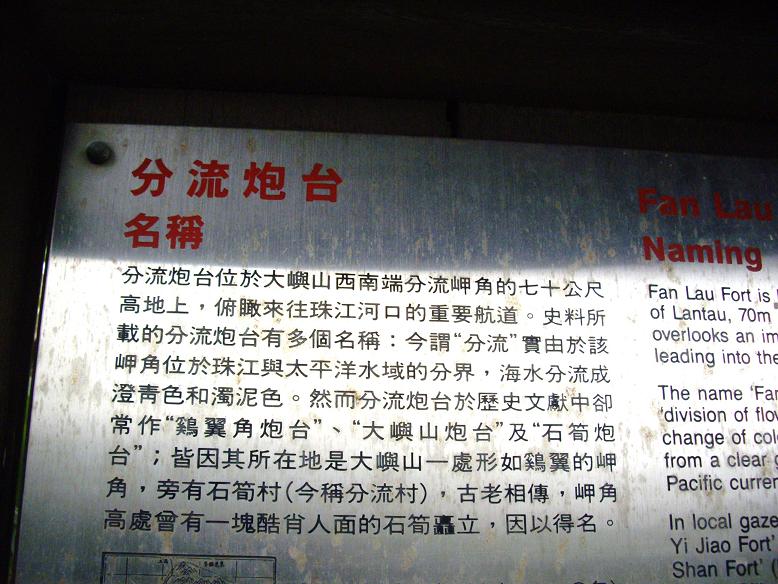 分流炮台
名稱
分流炮台位於大嶼山西南端分流岬角的七十公尺
高地上，俯瞰來往珠江河口的重要航道。史料所
載的分流炮台有多個名稱：今謂“分流”實由於該
岬角位於珠江與太平洋水域的分界，海水分流成
澄青色和濁泥色。然而分流炮台於歷史文獻中卻
常作“鷄翼角炮台”、“大嶼山炮台”及“石筍炮
台”；皆因其所在地是大嶼山一處形如鷄翼的岬
角，旁有石筍村(今稱分流村)，古老相傳，岬角
高處曾有一塊酷肖人面的石筍矗立，因以得名。
Fan Lau
Naming
Fan Lau Fort is
of Lantau, 70m
overlooks an
leading into the
The name
'division of
change of
from a clear
Pacific
In local
Yi Jiao Fort'
Shan Fort'